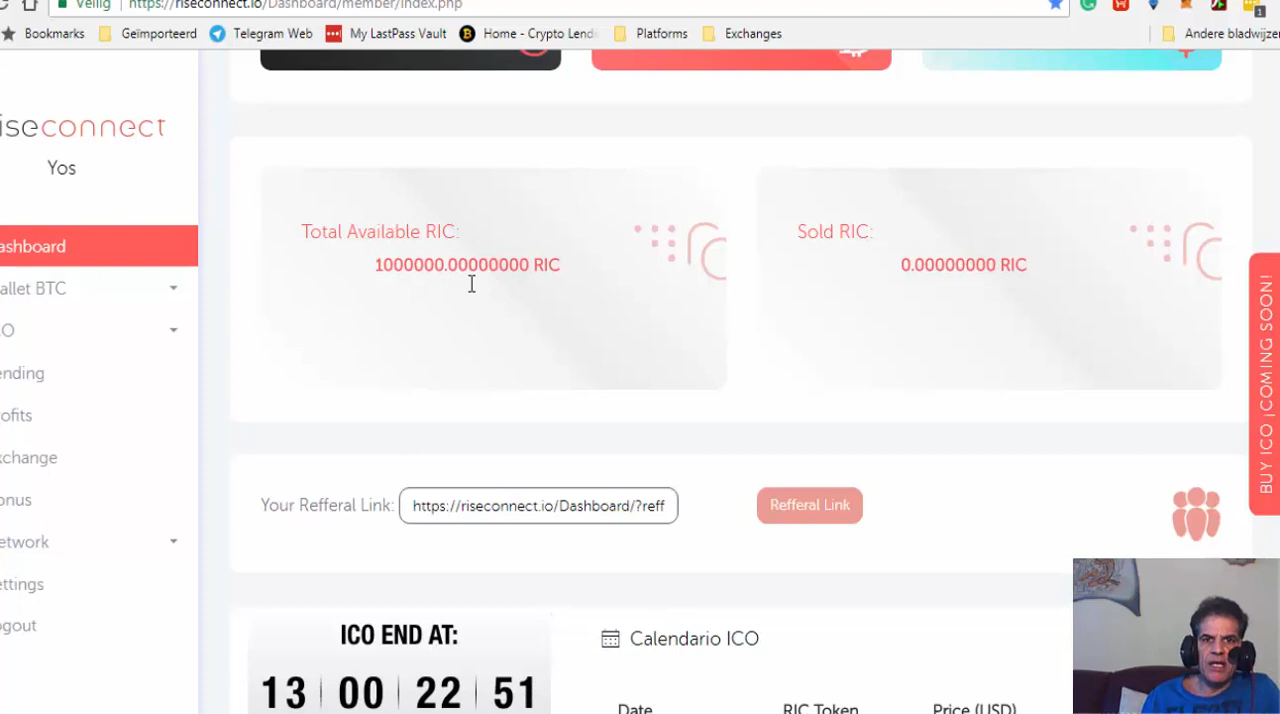 Veilig https://riseconnect.io/Dashboard/member/index.php
Bookmarks Geïmporteerd Telegram Web My LastPass Vault Home - Crypto Lend Platforms Exchanges Andere bladwijze
1
iseconnect
Yos
ashboard
allet BTC
O
ending
ofits
xchange
onus
etwork
ettings
ogout
Total Available RIC:
1000000.00000000 RIC
Sold RIC:
0.00000000 RIC
Your Refferal Link: https://riseconnect.io/Dashboard/?reff Refferal Link
BUY ICO (COMING SOON!
ICO END AT:
13 00 22 51
Calendario ICO
Date RIC Token Price (USD)